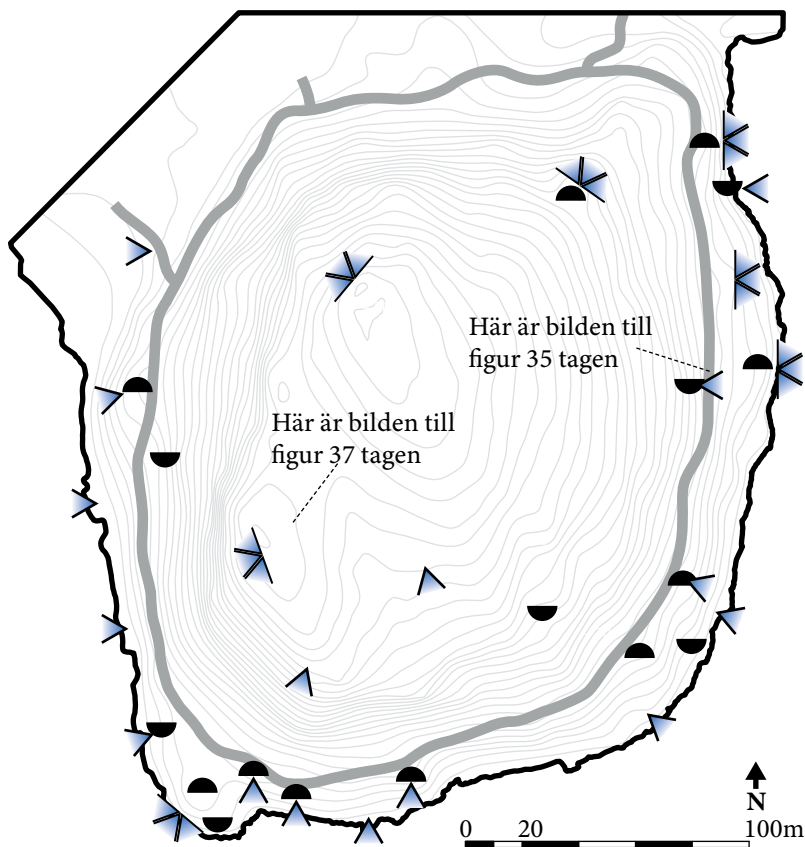 Här är bilden till
figur 35 tagen
Här är bilden till
figur 37 tagen
N
0 20 100m